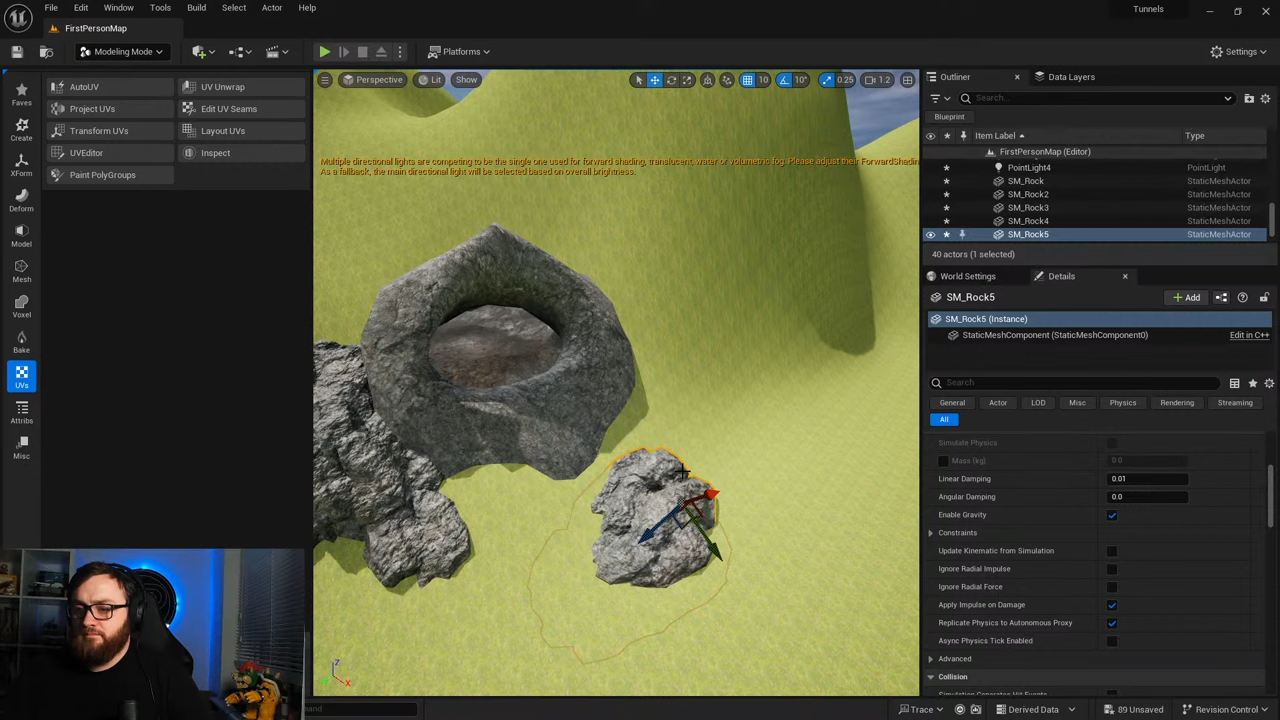 File Edit Window Tools Build Select Actor Help
FirstPersonMap
Tunnels
Modeling Mode
Platforms
Settings
Faves
Create
XForm
Deform
Model
Mesh
Voxel
Bake
UVs
Attribs
Misc
AutoUV
UV Unwrap
Project UVs
Edit UV Seams
Transform UVs
Layout UVs
UVEditor
Inspect
Paint PolyGroups
Perspective
Lit
Show
10
10°
0.25
1.2
Multiple directional lights are competing to be the single one used for forward shading, translucent, water or volumetric fog. Please adjust their ForwardShadin
As a fallback, the main directional light will be selected based on overall brightness.
Z
X
Outliner
Data Layers
Search...
Blueprint
Item Label
Type
FirstPersonMap (Editor)
PointLight4 PointLight
SM_Rock StaticMeshActor
SM_Rock2 StaticMeshActor
SM_Rock3 StaticMeshActor
SM_Rock4 StaticMeshActor
SM_Rock5 StaticMeshActor
40 actors (1 selected)
World Settings
Details
SM_Rock5
Add
SM_Rock5 (Instance)
StaticMeshComponent (StaticMeshComponent0)
Edit in C++
Search
General
Actor
LOD
Misc
Physics
Rendering
Streaming
All
Simulate Physics
Mass (kg) 0.0
Linear Damping 0.01
Angular Damping 0.0
Enable Gravity
Constraints
Update Kinematic from Simulation
Ignore Radial Impulse
Ignore Radial Force
Apply Impulse on Damage
Replicate Physics to Autonomous Proxy
Async Physics Tick Enabled
Advanced
Collision
Simulation Generates Hit Events
Trace
Derived Data
89 Unsaved
Revision Control